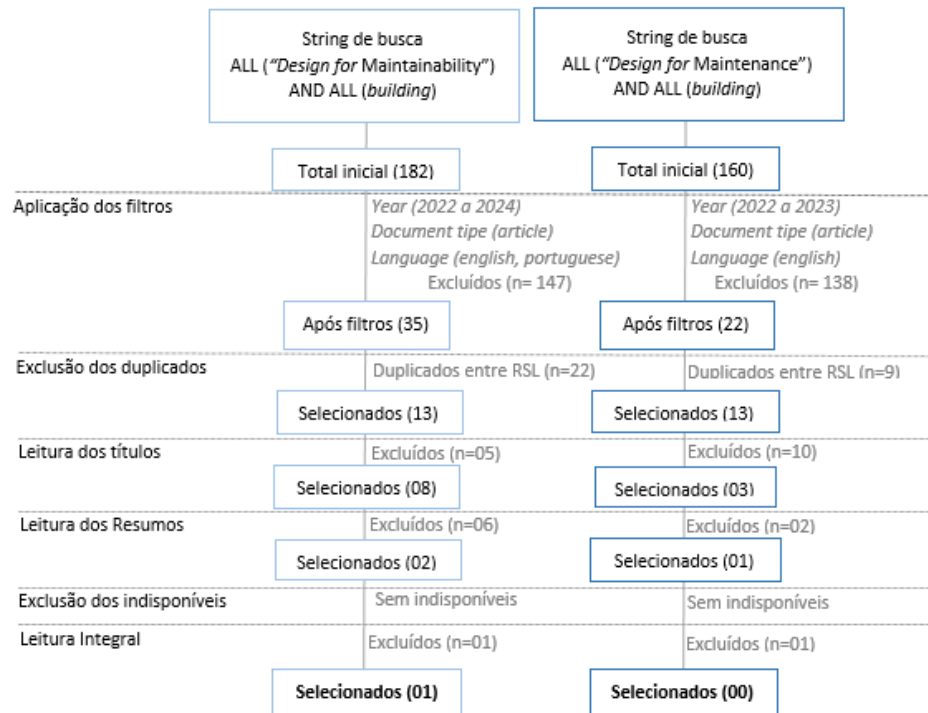 String de busca
ALL ("Design for Maintainability")
AND ALL (building)
String de busca
ALL ("Design for Maintenance")
AND ALL (building)
Total inicial (182)
Total inicial (160)
Aplicação dos filtros
Year (2022 a 2024)
Document tipe (article)
Language (english, portuguese)
Excluídos (n= 147)
Year (2022 a 2023)
Document tipe (article)
Language (english)
Excluídos (n= 138)
Após filtros (35)
Após filtros (22)
Exclusão dos duplicados
Duplicados entre RSL (n=22)
Duplicados entre RSL (n=9)
Selecionados (13)
Selecionados (13)
Leitura dos títulos
Excluídos (n=05)
Excluídos (n=10)
Selecionados (08)
Selecionados (03)
Leitura dos Resumos
Excluídos (n=06)
Excluídos (n=02)
Selecionados (02)
Selecionados (01)
Exclusão dos indisponíveis
Sem indisponíveis
Sem indisponíveis
Leitura Integral
Excluídos (n=01)
Excluídos (n=01)
Selecionados (01)
Selecionados (00)